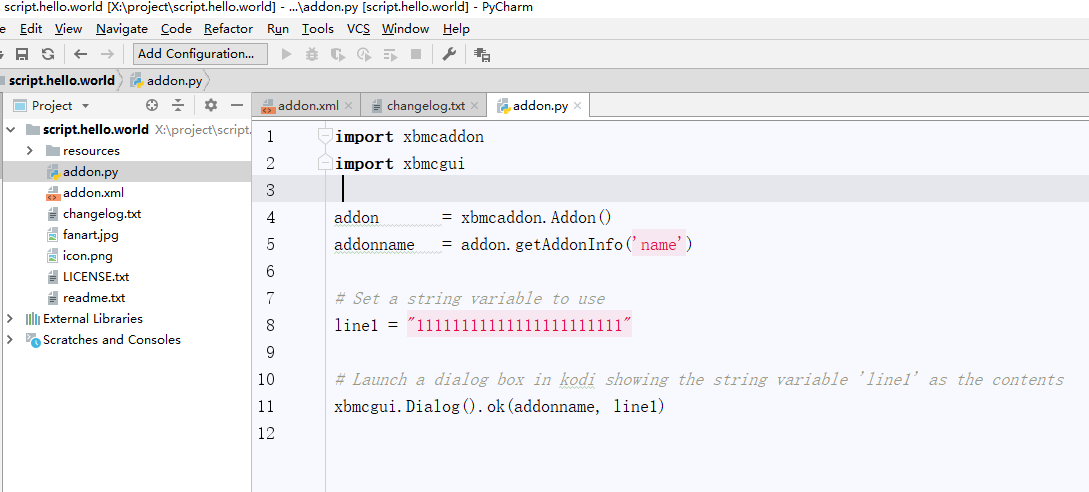 script.hello.world [X:\project\script.hello.world] - ...\addon.py [script.hello.world] - PyCharm
Edit View Navigate Code Refactor Run Tools VCS Window Help
Add Configuration...
script.hello.world addon.py
Project addon.xml changelog.txt addon.py
script.hello.world X:\project\script.
resources
addon.py
addon.xml
changelog.txt
fanart.jpg
icon.png
LICENSE.txt
readme.txt
External Libraries
Scratches and Consoles
1 import xbmcaddon
2 import xbmcgui
3
4 addon = xbmcaddon.Addon()
5 addonname = addon.getAddonInfo('name')
6
7 # Set a string variable to use
8 line1 = "11111111111111111111111"
9
10 # Launch a dialog box in kodi showing the string variable 'line1' as the contents
11 xbmcgui.Dialog().ok(addonname, line1)
12